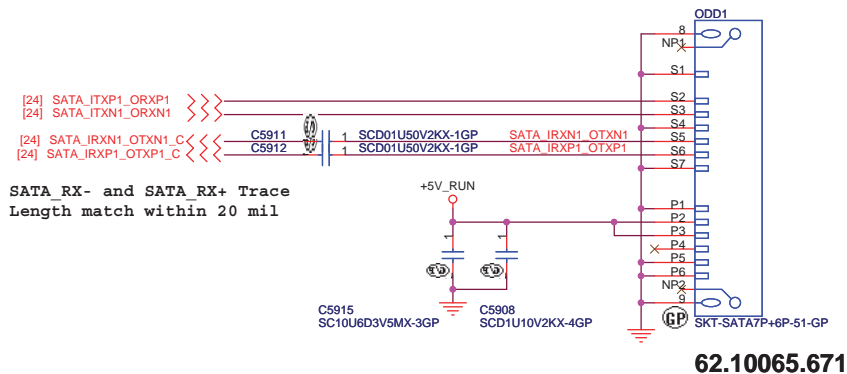 ODD1
8
NP1
S1
[24] SATA_ITXP1_ORXP1
S2
[24] SATA_ITXN1_ORXN1
S3
S4
[24] SATA_IRXN1_OTXN1_C
C5911
1
SCD01U50V2KX-1GP
SATA_IRXN1_OTXN1
S5
[24] SATA_IRXP1_OTXP1_C
C5912
1
SCD01U50V2KX-1GP
SATA_IRXP1_OTXP1
S6
S7
SATA_RX- and SATA_RX+ Trace
Length match within 20 mil
+5V_RUN
P1
P2
P3
1
1
P4
P5
P6
NP2
9
C5915
SC10U6D3V5MX-3GP
C5908
SCD1U10V2KX-4GP
GP
SKT-SATA7P+6P-51-GP
62.10065.671